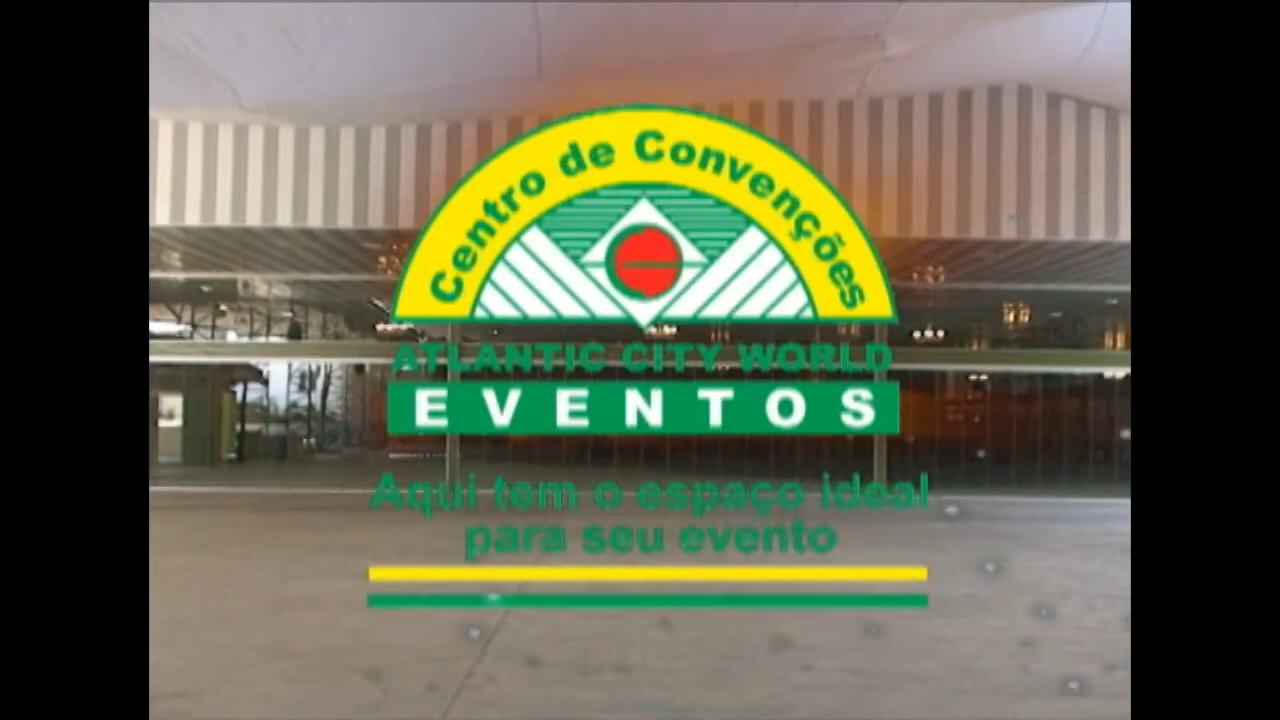 Centro de Convenções
ATLANTIC CITY WORLD
EVENTOS
Aqui tem o espaço ideal
para seu evento